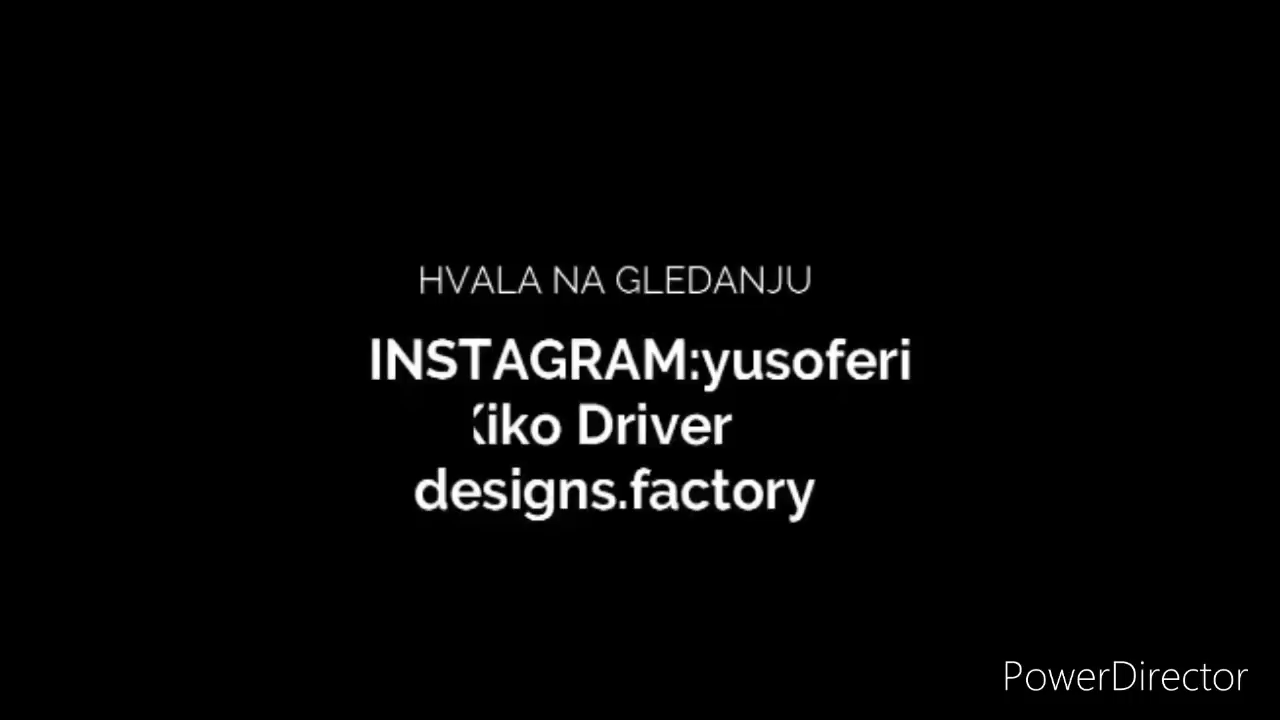 HVALA NA GLEDANJU
INSTAGRAM:yusoferi
Kiko Driver
designs.factory
PowerDirector